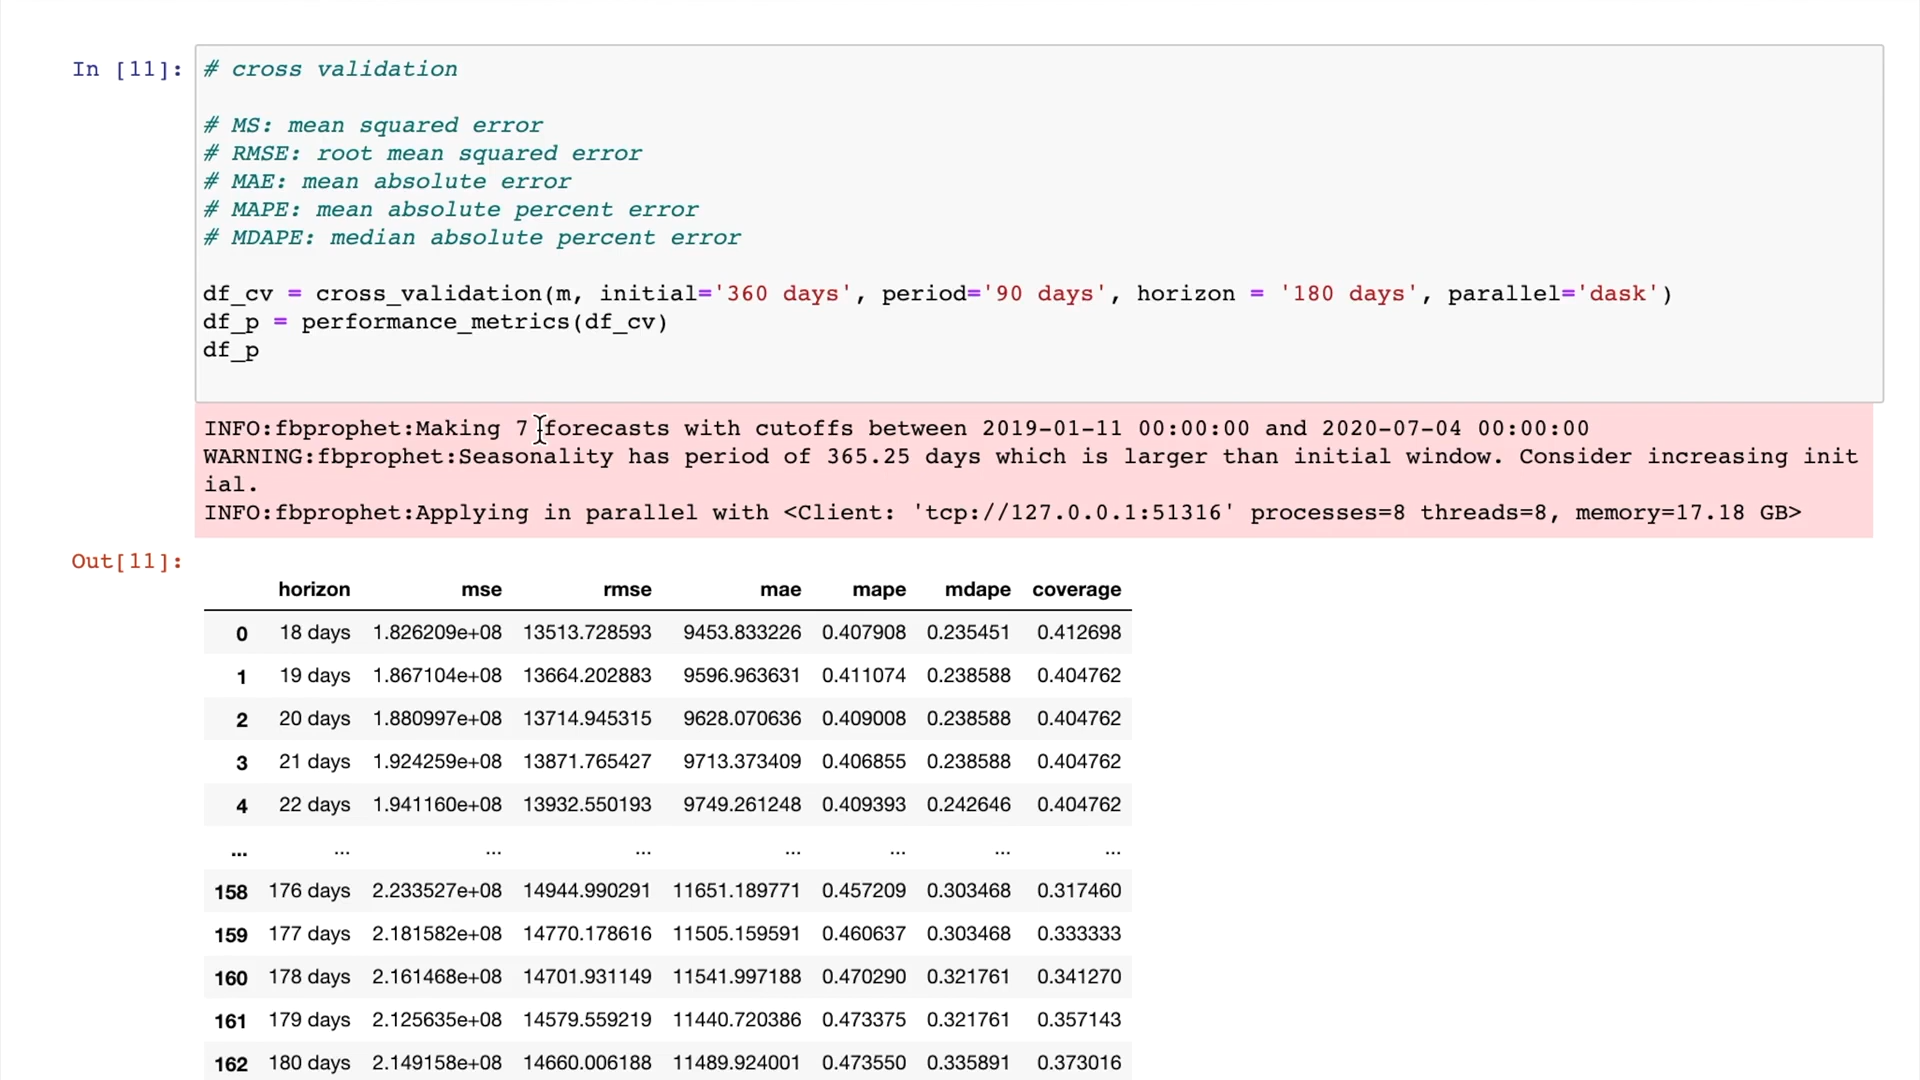 In [11]: # cross validation
# MS: mean squared error
# RMSE: root mean squared error
# MAE: mean absolute error
# MAPE: mean absolute percent error
# MDAPE: median absolute percent error
df_cv = cross_validation(m, initial='360 days', period='90 days', horizon = '180 days', parallel='dask')
df_p = performance_metrics(df_cv)
df_p
INFO:fbprophet:Making 7 forecasts with cutoffs between 2019-01-11 00:00:00 and 2020-07-04 00:00:00
WARNING:fbprophet:Seasonality has period of 365.25 days which is larger than initial window. Consider increasing init
ial.
INFO:fbprophet:Applying in parallel with <Client: 'tcp://127.0.0.1:51316' processes=8 threads=8, memory=17.18 GB>
Out[11]:
horizon mse rmse mae mape mdape coverage
0 18 days 1.826209e+08 13513.728593 9453.833226 0.407908 0.235451 0.412698
1 19 days 1.867104e+08 13664.202883 9596.963631 0.411074 0.238588 0.404762
2 20 days 1.880997e+08 13714.945315 9628.070636 0.409008 0.238588 0.404762
3 21 days 1.924259e+08 13871.765427 9713.373409 0.406855 0.238588 0.404762
4 22 days 1.941160e+08 13932.550193 9749.261248 0.409393 0.242646 0.404762
... ... ... ... ... ... ... ...
158 176 days 2.233527e+08 14944.990291 11651.189771 0.457209 0.303468 0.317460
159 177 days 2.181582e+08 14770.178616 11505.159591 0.460637 0.303468 0.333333
160 178 days 2.161468e+08 14701.931149 11541.997188 0.470290 0.321761 0.341270
161 179 days 2.125635e+08 14579.559219 11440.720386 0.473375 0.321761 0.357143
162 180 days 2.149158e+08 14660.006188 11489.924001 0.473550 0.335891 0.373016